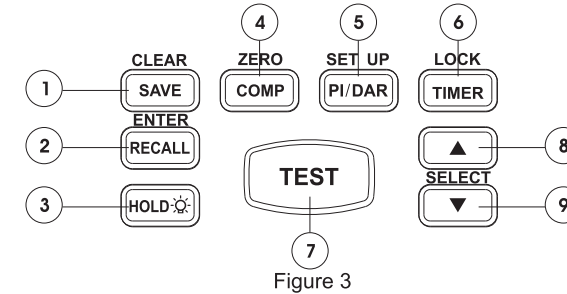 4 5 6
CLEAR ZERO SET UP LOCK
1 SAVE COMP PI/DAR TIMER
ENTER
2 RECALL ▲ 8
TEST
SELECT
3 HOLD ▼ 9
7
Figure 3